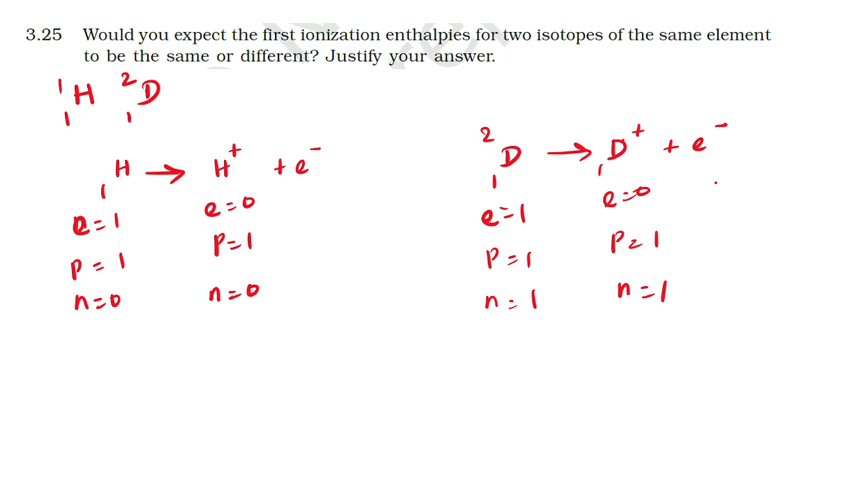 3.25 Would you expect the first ionization enthalpies for two isotopes of the same element
to be the same or different? Justify your answer.
¹₁H ²₁D
₁H → H⁺ + e⁻
e = 1 e = 0
p = 1 p = 1
n = 0 n = 0
²₁D → ₁D⁺ + e⁻
e = 1 e = 0
p = 1 p = 1
n = 1 n = 1